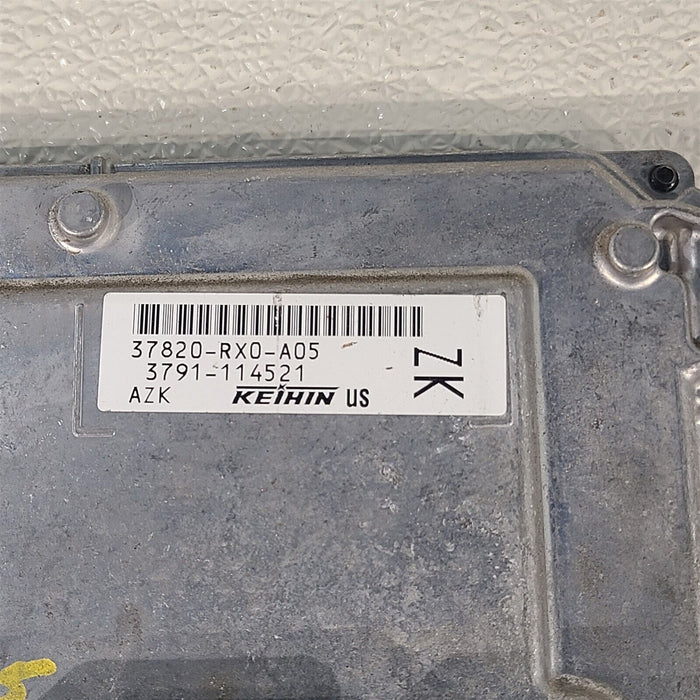 37820-RX0-A05
3791-114521
AZK KEIHIN US
ZK